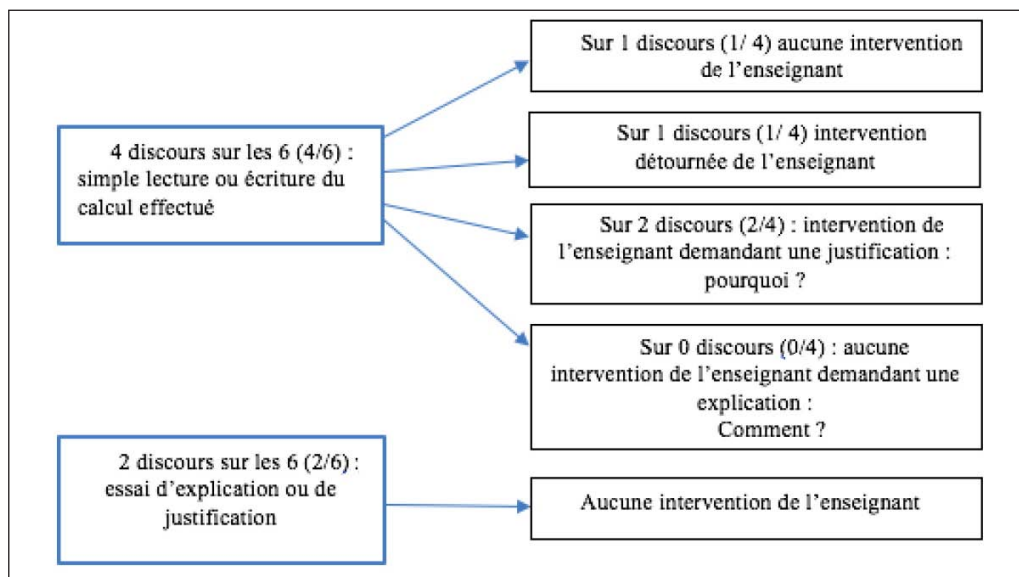 Sur 1 discours (1/ 4) aucune intervention
de l’enseignant
4 discours sur les 6 (4/6) :
simple lecture ou écriture du
calcul effectué
Sur 1 discours (1/ 4) intervention
détournée de l’enseignant
Sur 2 discours (2/4) : intervention de
l’enseignant demandant une justification :
pourquoi ?
Sur 0 discours (0/4) : aucune
intervention de l’enseignant demandant une
explication :
Comment ?
2 discours sur les 6 (2/6) :
essai d’explication ou de
justification
Aucune intervention de l’enseignant